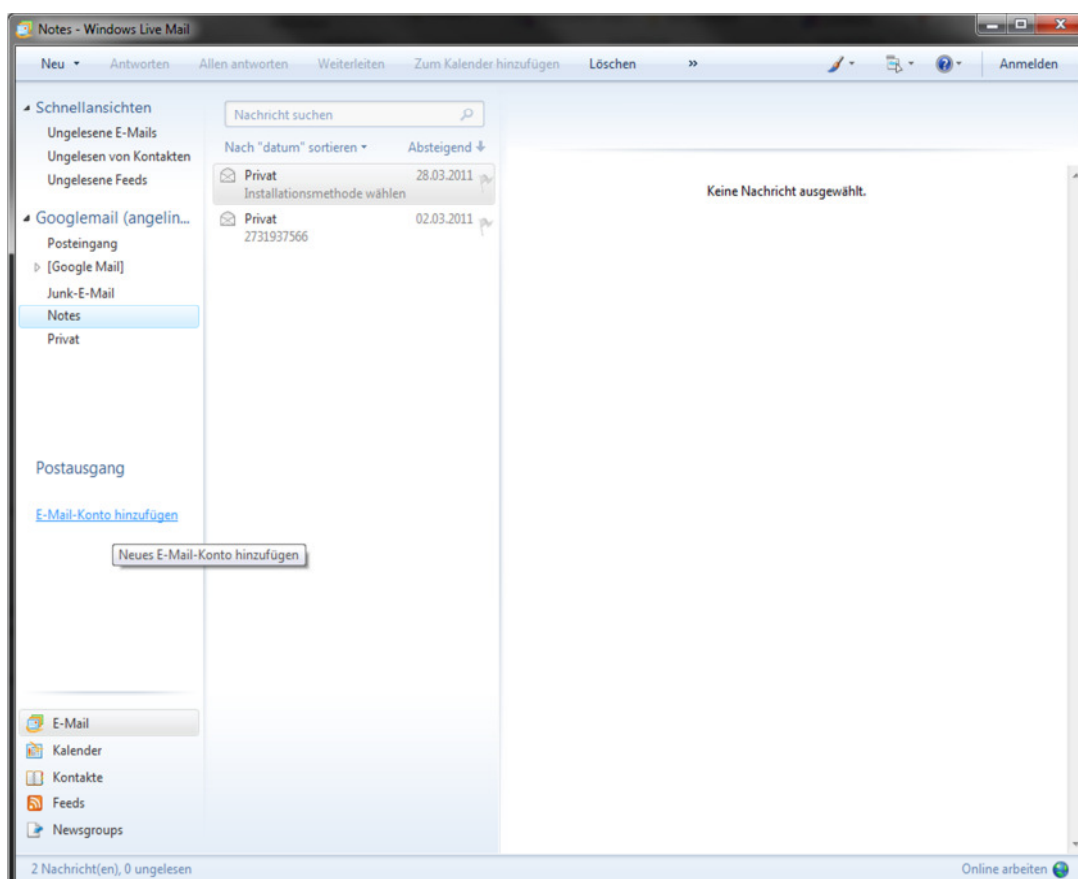 Notes - Windows Live Mail
Neu Antworten Allen antworten Weiterleiten Zum Kalender hinzufügen Löschen » Anmelden
Schnellansichten
Ungelesene E-Mails
Ungelesen von Kontakten
Ungelesene Feeds
Googlemail (angelin...
Posteingang
[Google Mail]
Junk-E-Mail
Notes
Privat
Postausgang
E-Mail-Konto hinzufügen
Neues E-Mail-Konto hinzufügen
E-Mail
Kalender
Kontakte
Feeds
Newsgroups
Nachricht suchen
Nach "datum" sortieren Absteigend
Privat 28.03.2011
Installationsmethode wählen
Privat 02.03.2011
2731937566
Keine Nachricht ausgewählt.
2 Nachricht(en), 0 ungelesen
Online arbeiten